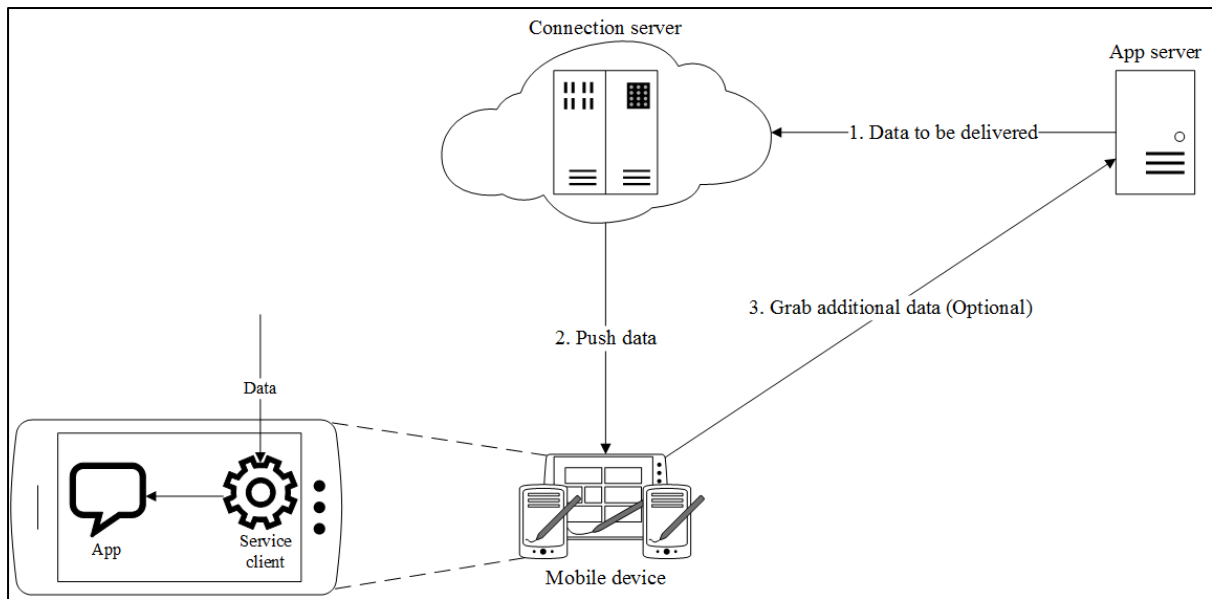 Connection server
App server
1. Data to be delivered
3. Grab additional data (Optional)
2. Push data
Data
App
Service
client
Mobile device